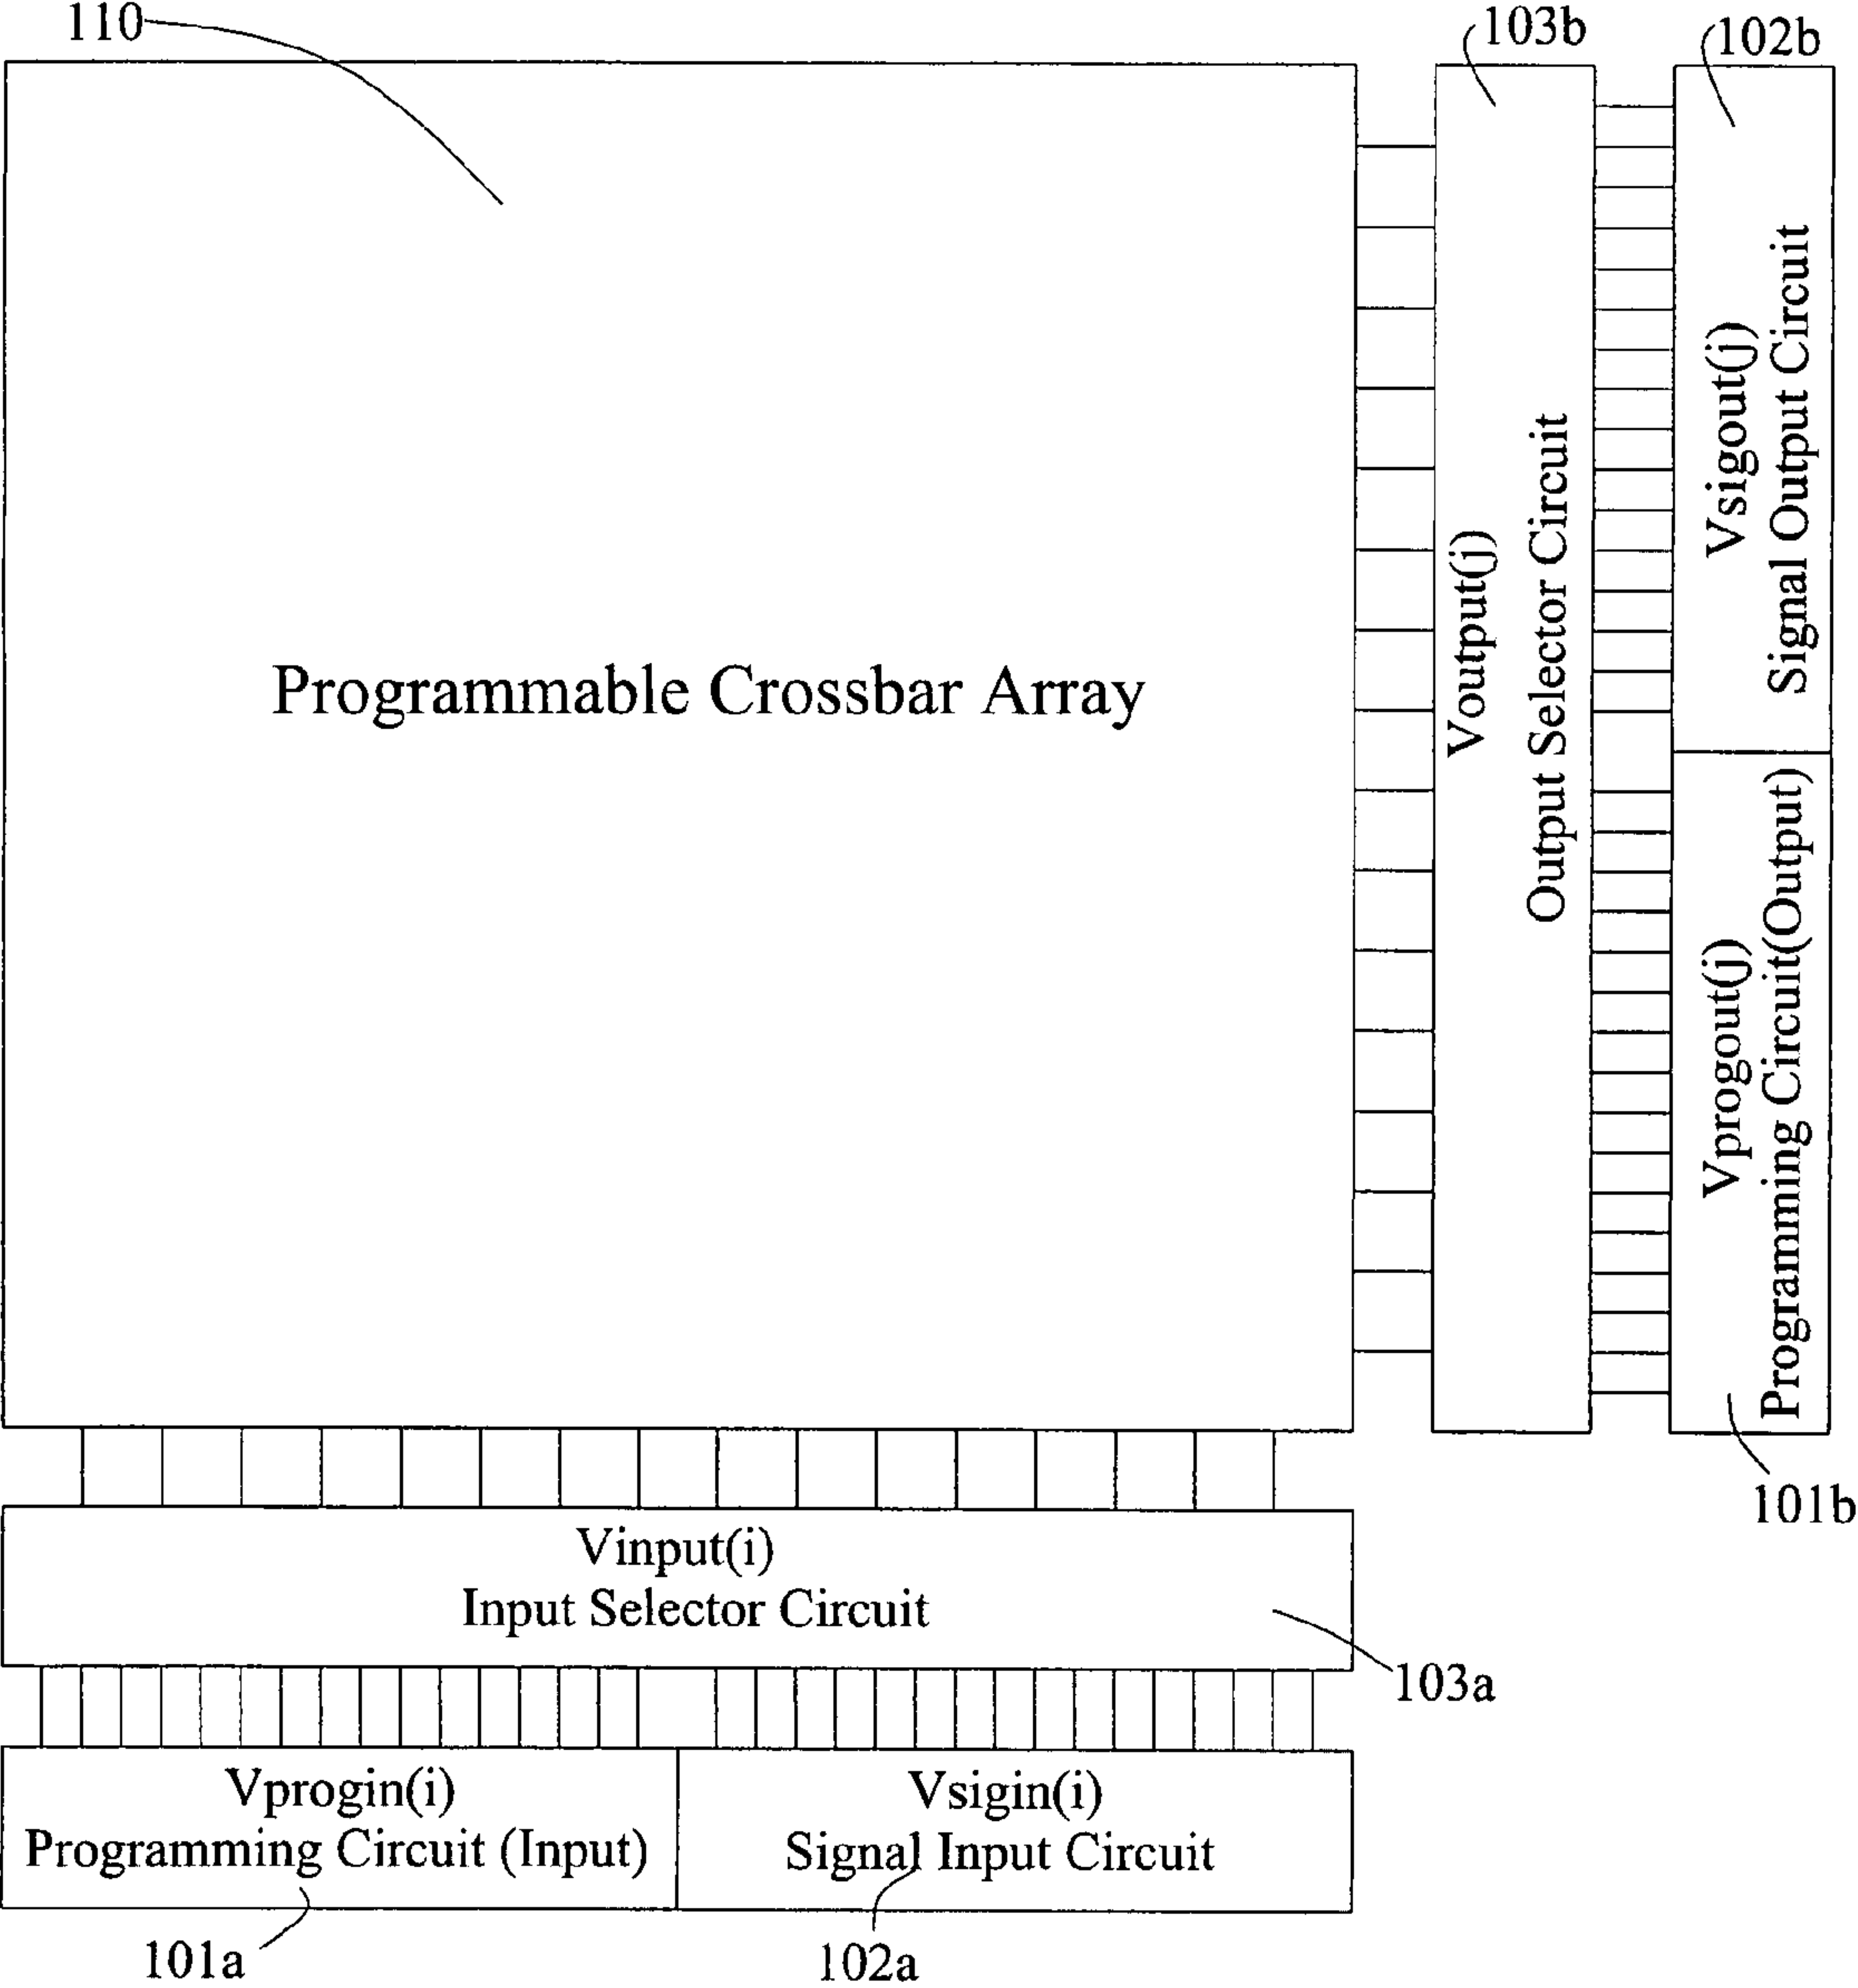 110
103b
102b
Vsigout(j)
Signal Output Circuit
Voutput(j)
Output Selector Circuit
Programmable Crossbar Array
Vprogout(j)
Programming Circuit(Output)
101b
Vinput(i)
Input Selector Circuit
103a
Vprogin(i)
Programming Circuit (Input)
Vsigin(i)
Signal Input Circuit
101a
102a